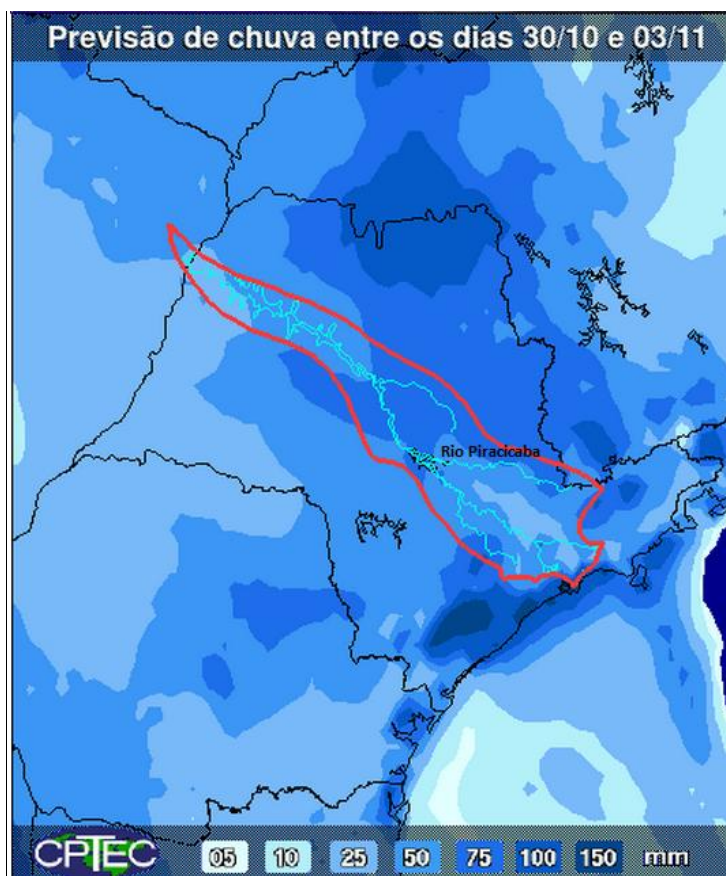 Previsão de chuva entre os dias 30/10 e 03/11
Rio Piracicaba
CPTEC 05 10 25 50 75 100 150 mm